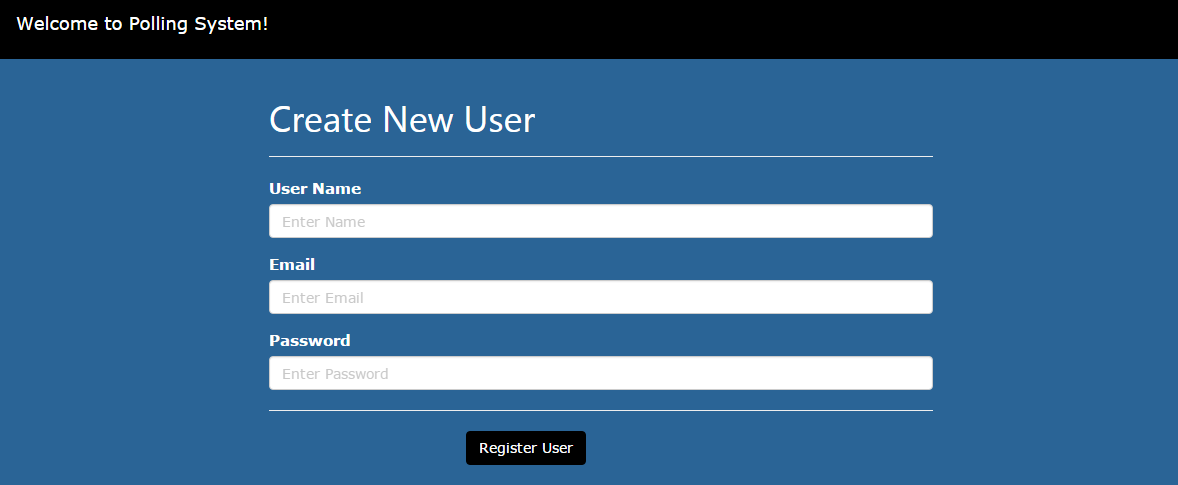 Welcome to Polling System!
Create New User
User Name
Enter Name
Email
Enter Email
Password
Enter Password
Register User